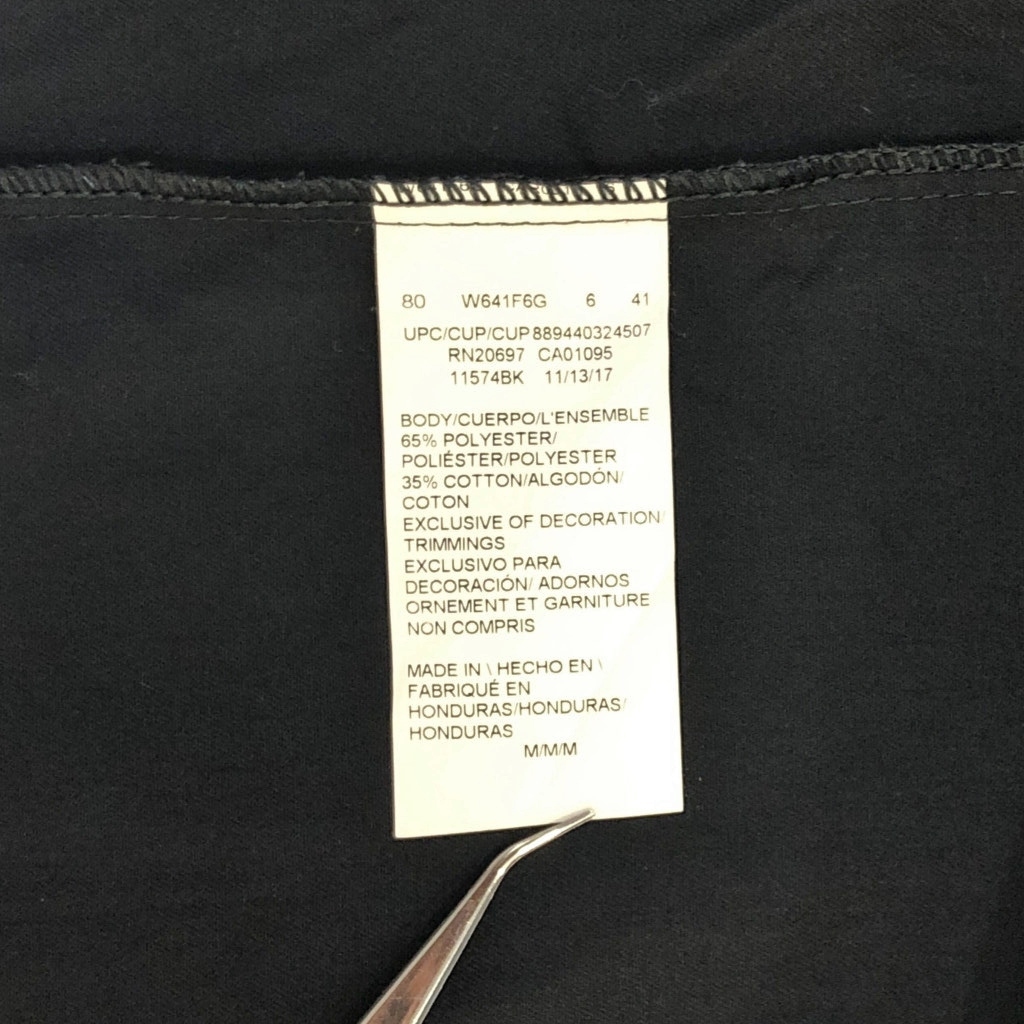 80 W641F6G 6 41
UPC/CUP/CUP889440324507
RN20697 CA01095
11574BK 11/13/17
BODY/CUERPO/L'ENSEMBLE
65% POLYESTER/
POLIÉSTER/POLYESTER
35% COTTON/ALGODÓN/
COTON
EXCLUSIVE OF DECORATION/
TRIMMINGS
EXCLUSIVO PARA
DECORACIÓN/ ADORNOS
ORNEMENT ET GARNITURE
NON COMPRIS
MADE IN \ HECHO EN \
FABRIQUÉ EN
HONDURAS/HONDURAS/
HONDURAS
M/M/M